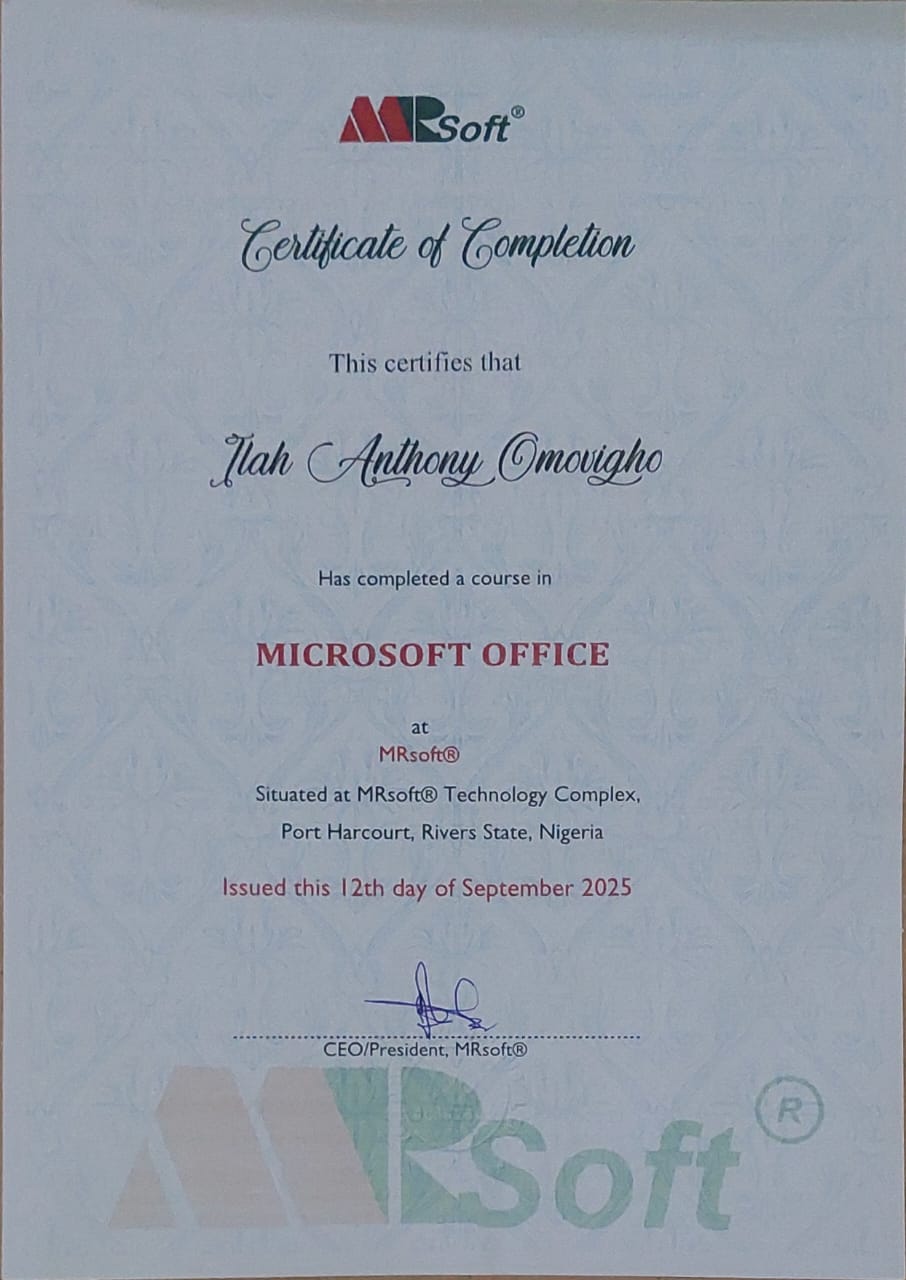 MRSoft®
Certificate of Completion
This certifies that
Ilah Anthony Omovigho
Has completed a course in
MICROSOFT OFFICE
at
MRsoft®
Situated at MRsoft® Technology Complex,
Port Harcourt, Rivers State, Nigeria
Issued this 12th day of September 2025
CEO/President, MRsoft®
MRSoft®